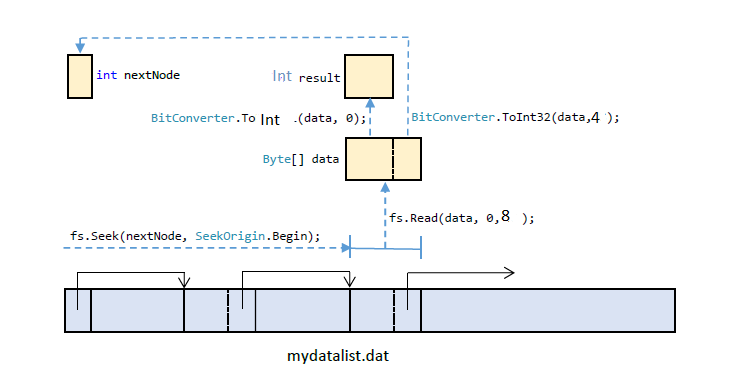 int nextNode
Int result
BitConverter.To Int .(data, 0);
BitConverter.ToInt32(data,4 );
Byte[] data
fs.Read(data, 0,8 );
fs.Seek(nextNode, SeekOrigin.Begin);
mydatalist.dat